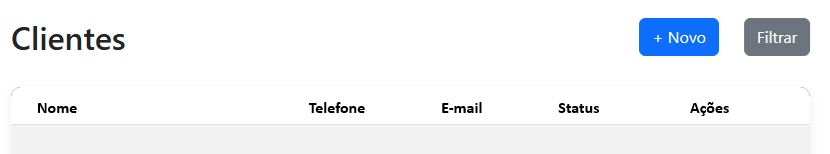 Clientes + Novo Filtrar
Nome Telefone E-mail Status Ações